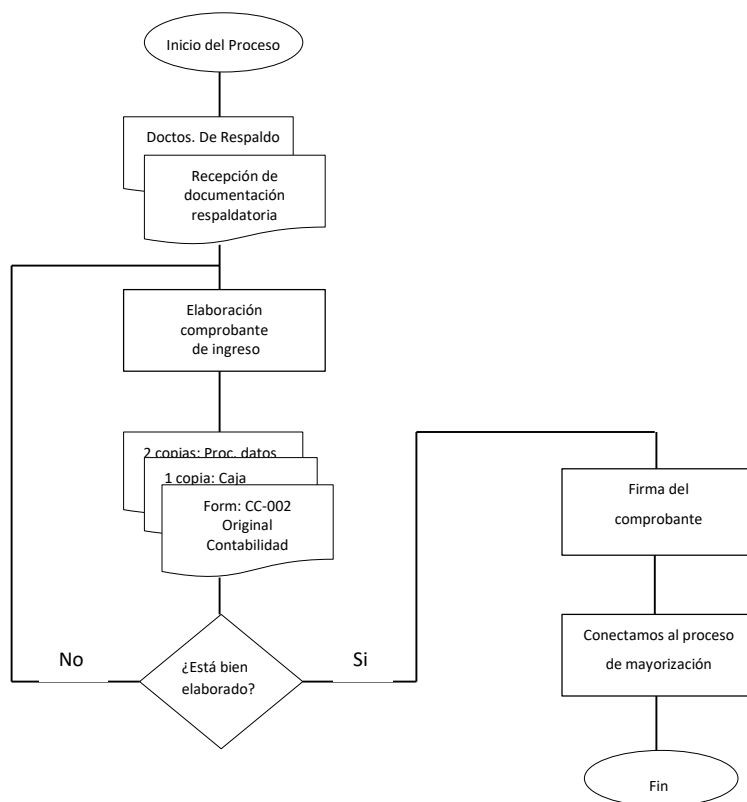 Inicio del Proceso
Doctos. De Respaldo
Recepción de
documentación
respaldatoria
Elaboración
comprobante
de ingreso
2 copias: Proc. datos
1 copia: Caja
Form: CC-002
Original
Contabilidad
¿Está bien
elaborado?
No
Si
Firma del
comprobante
Conectamos al proceso
de mayorización
Fin